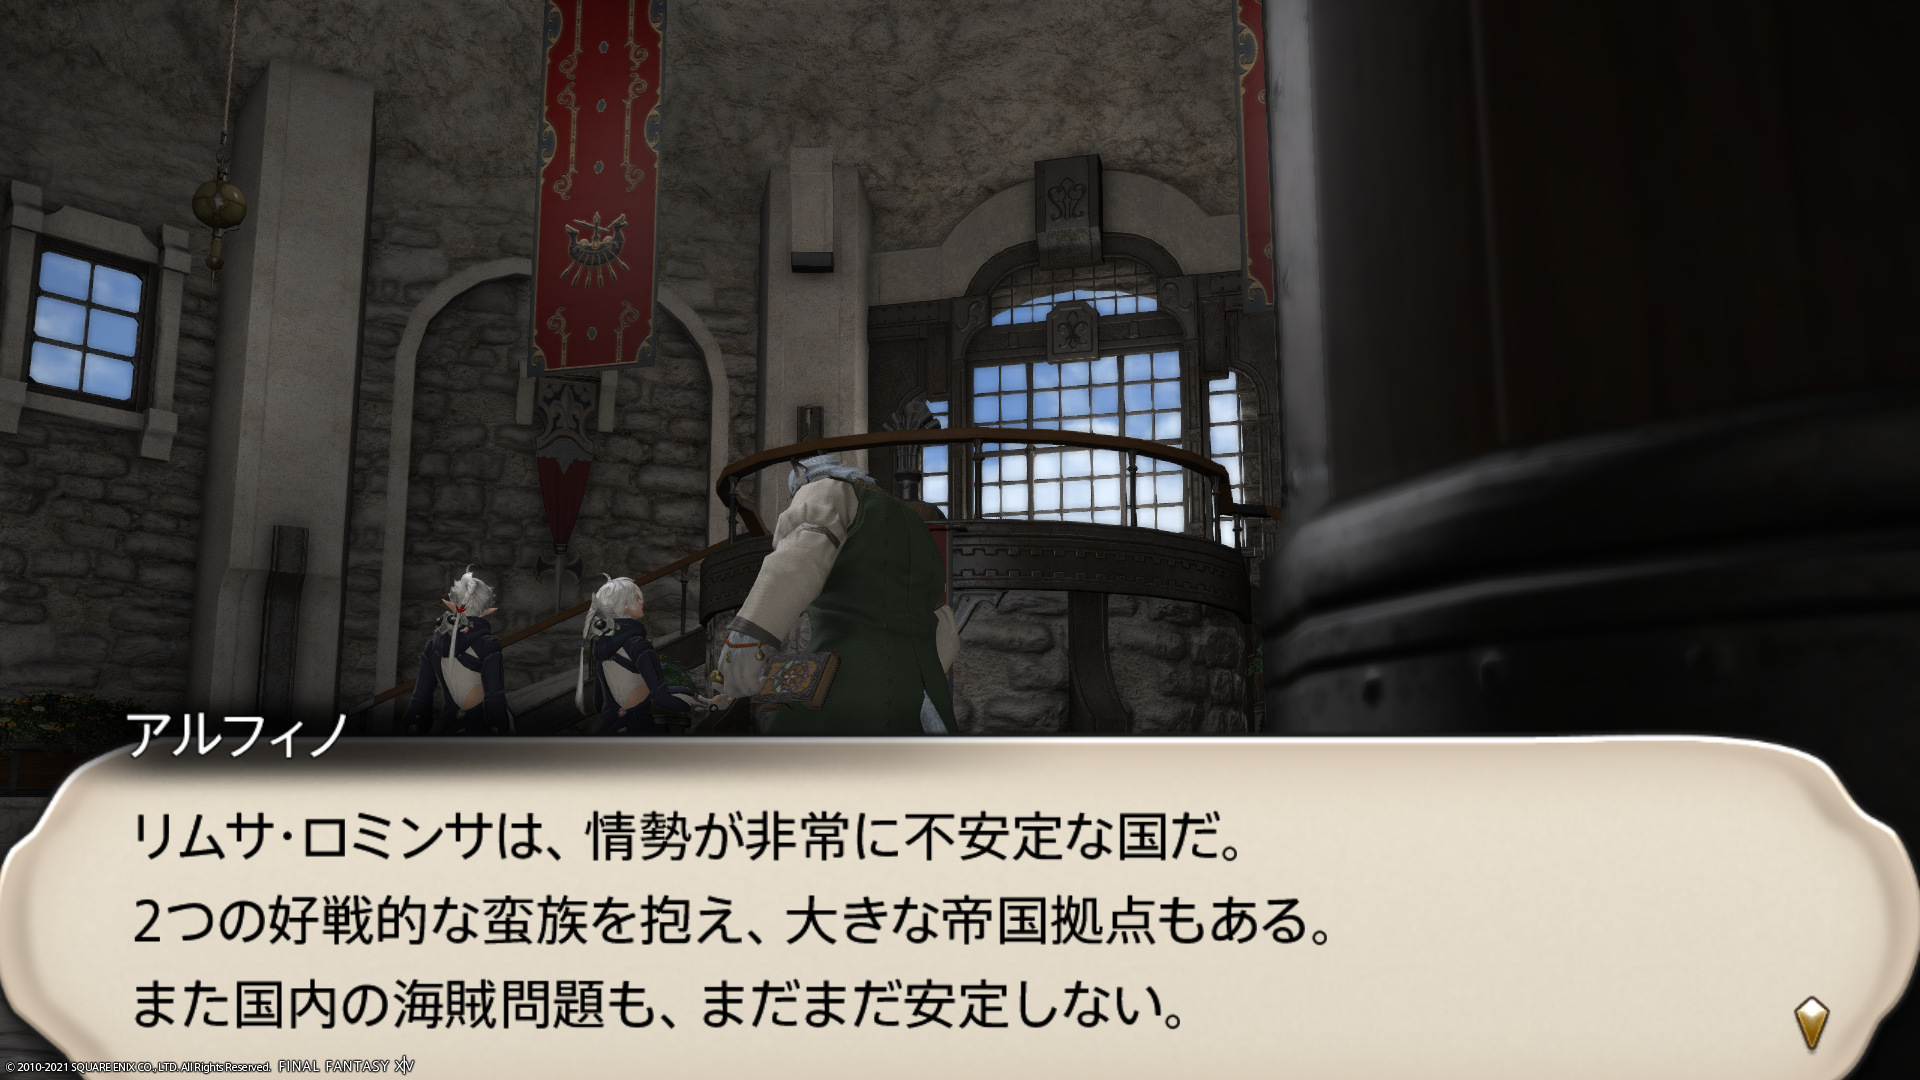 アルフィノ
リムサ・ロミンサは、情勢が非常に不安定な国だ。
2つの好戦的な蛮族を抱え、大きな帝国拠点もある。
また国内の海賊問題も、まだまだ安定しない。
© 2010-2021 SQUARE ENIX CO., LTD. All Rights Reserved. FINAL FANTASY XIV